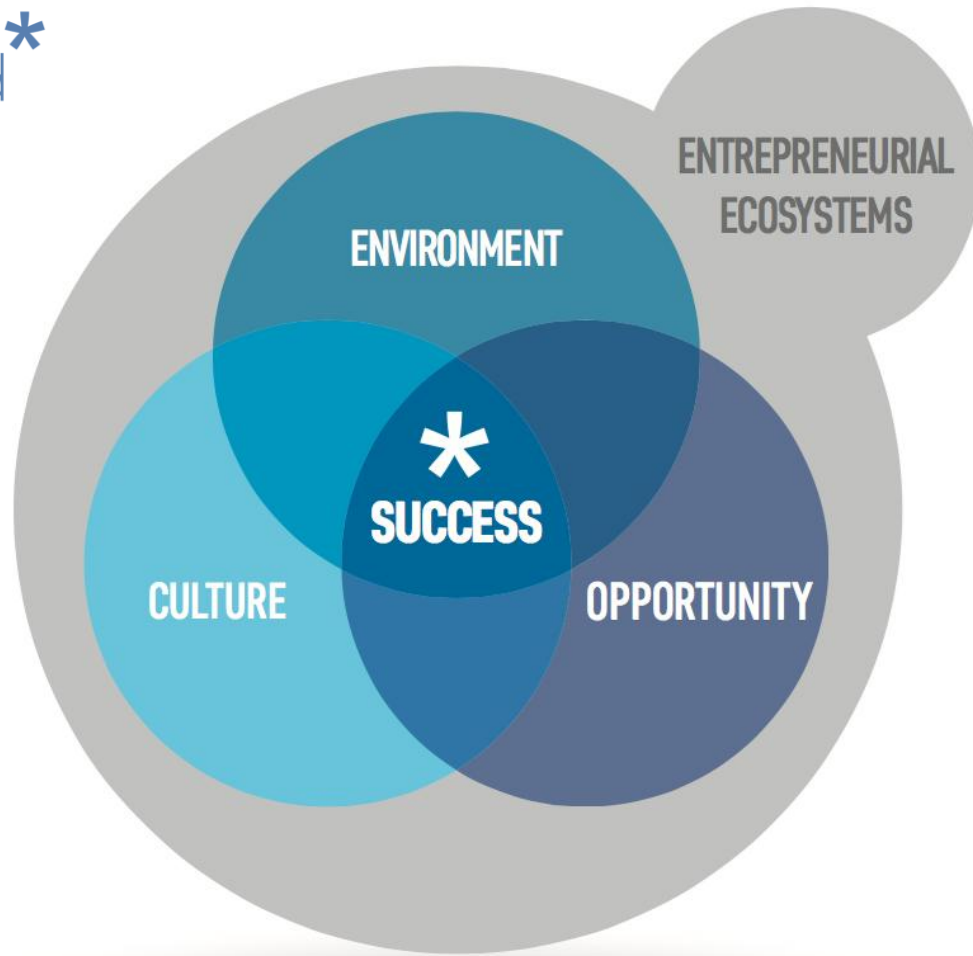 *
ENTREPRENEURIAL
ECOSYSTEMS
ENVIRONMENT
*
SUCCESS
CULTURE
OPPORTUNITY